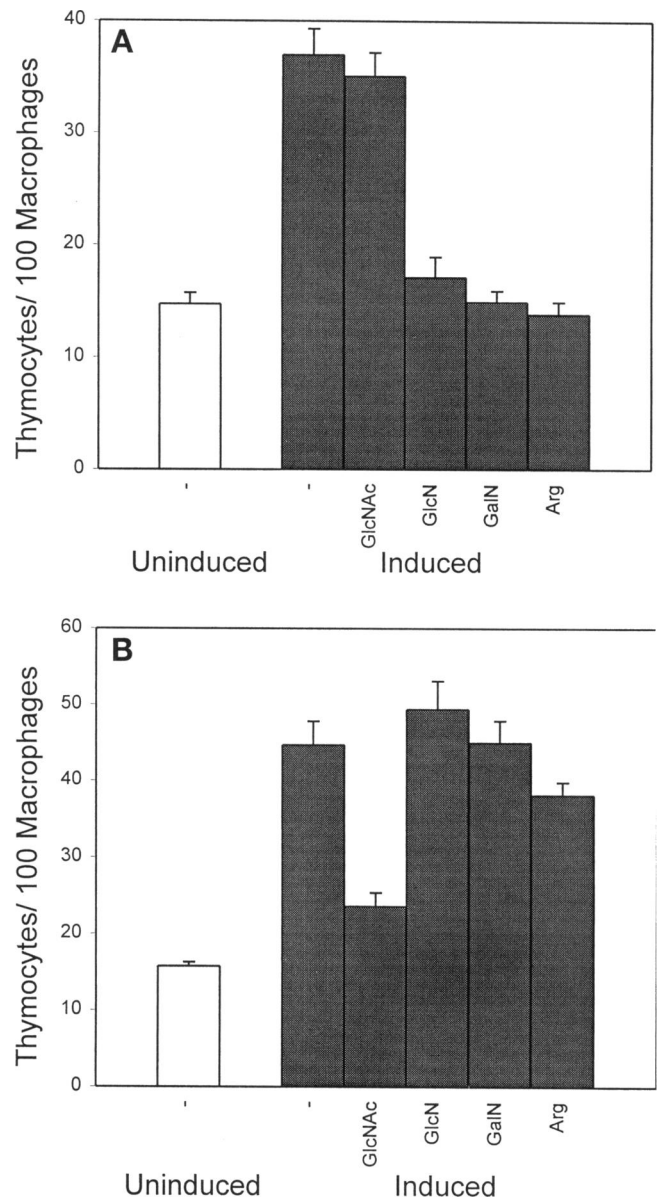 A
Thymocytes/ 100 Macrophages
40
30
20
10
0
-
-
GlcNAc
GlcN
GalN
Arg
Uninduced
Induced
B
Thymocytes/ 100 Macrophages
60
50
40
30
20
10
0
-
-
GlcNAc
GlcN
GalN
Arg
Uninduced
Induced